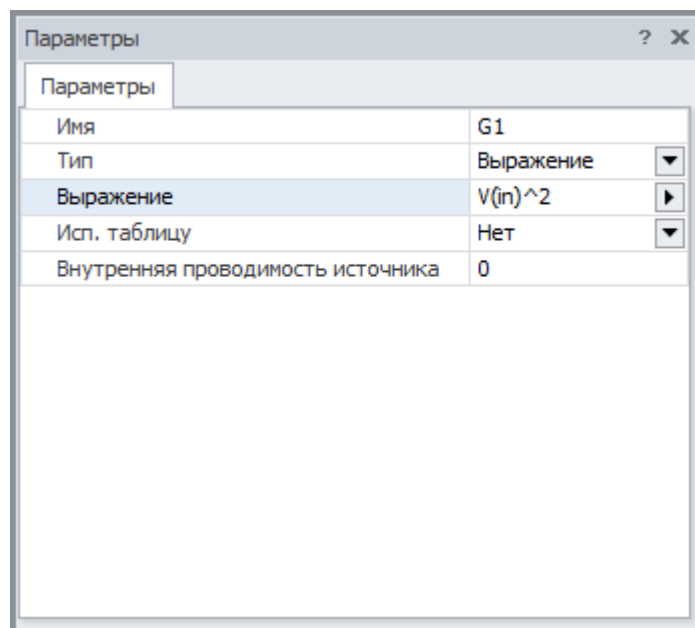 Параметры ?
Параметры
Имя G1
Тип Выражение
Выражение V(in)^2
Исп. таблицу Нет
Внутренняя проводимость источника 0